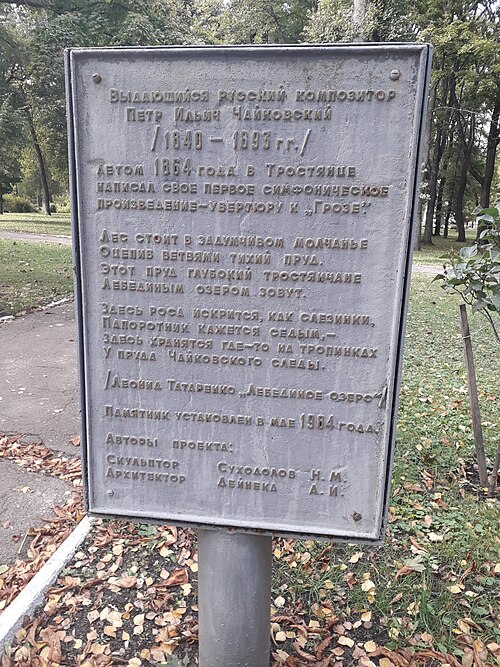 Выдающийся русский композитор
Петр Ильич Чайковский
/1840 — 1893 гг./
Летом 1864 года в Тростянце
написал свое первое симфоническое
произведение-увертюру к „Грозе".
Лес стоит в задумчивом молчанье
Оцепив ветвями тихий пруд.
Этот пруд глубокий тростянчане
Лебединым озером зовут.
Здесь роса искрится, как слезинки,
Папоротник кажется седым,—
Здесь хранятся где-то на тропинках
У пруда Чайковского следы.
/Леонид Татаренко „Лебединое озеро"/
Памятник установлен в мае 1984 года.
Авторы проекта:
Скульптор Суходолов Н. М.
Архитектор Дейнека А. И.